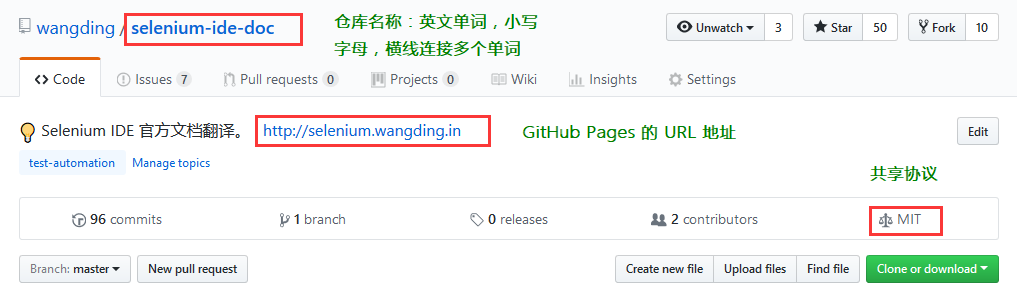 wangding / selenium-ide-doc
仓库名称：英文单词，小写
字母，横线连接多个单词
Unwatch 3 Star 50 Fork 10
Code Issues 7 Pull requests 0 Projects 0 Wiki Insights Settings
Selenium IDE 官方文档翻译。 http://selenium.wangding.in
GitHub Pages 的 URL 地址
Edit
test-automation Manage topics
共享协议
96 commits 1 branch 0 releases 2 contributors MIT
Branch: master New pull request Create new file Upload files Find file Clone or download